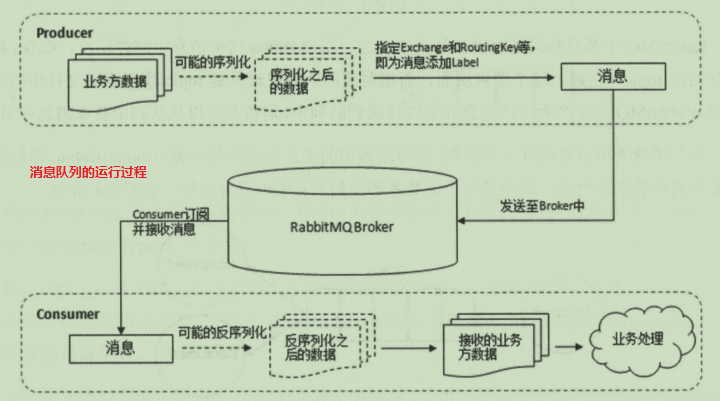 Producer
业务方数据
可能的序列化
序列化之后
的数据
指定Exchange和RoutingKey等,
即为消息添加Label
消息
消息队列的运行过程
Consumer订阅
并接收消息
RabbitMQ Broker
发送至Broker中
Consumer
消息
可能的反序列化
反序列化之
后的数据
接收的业务
方数据
业务处理